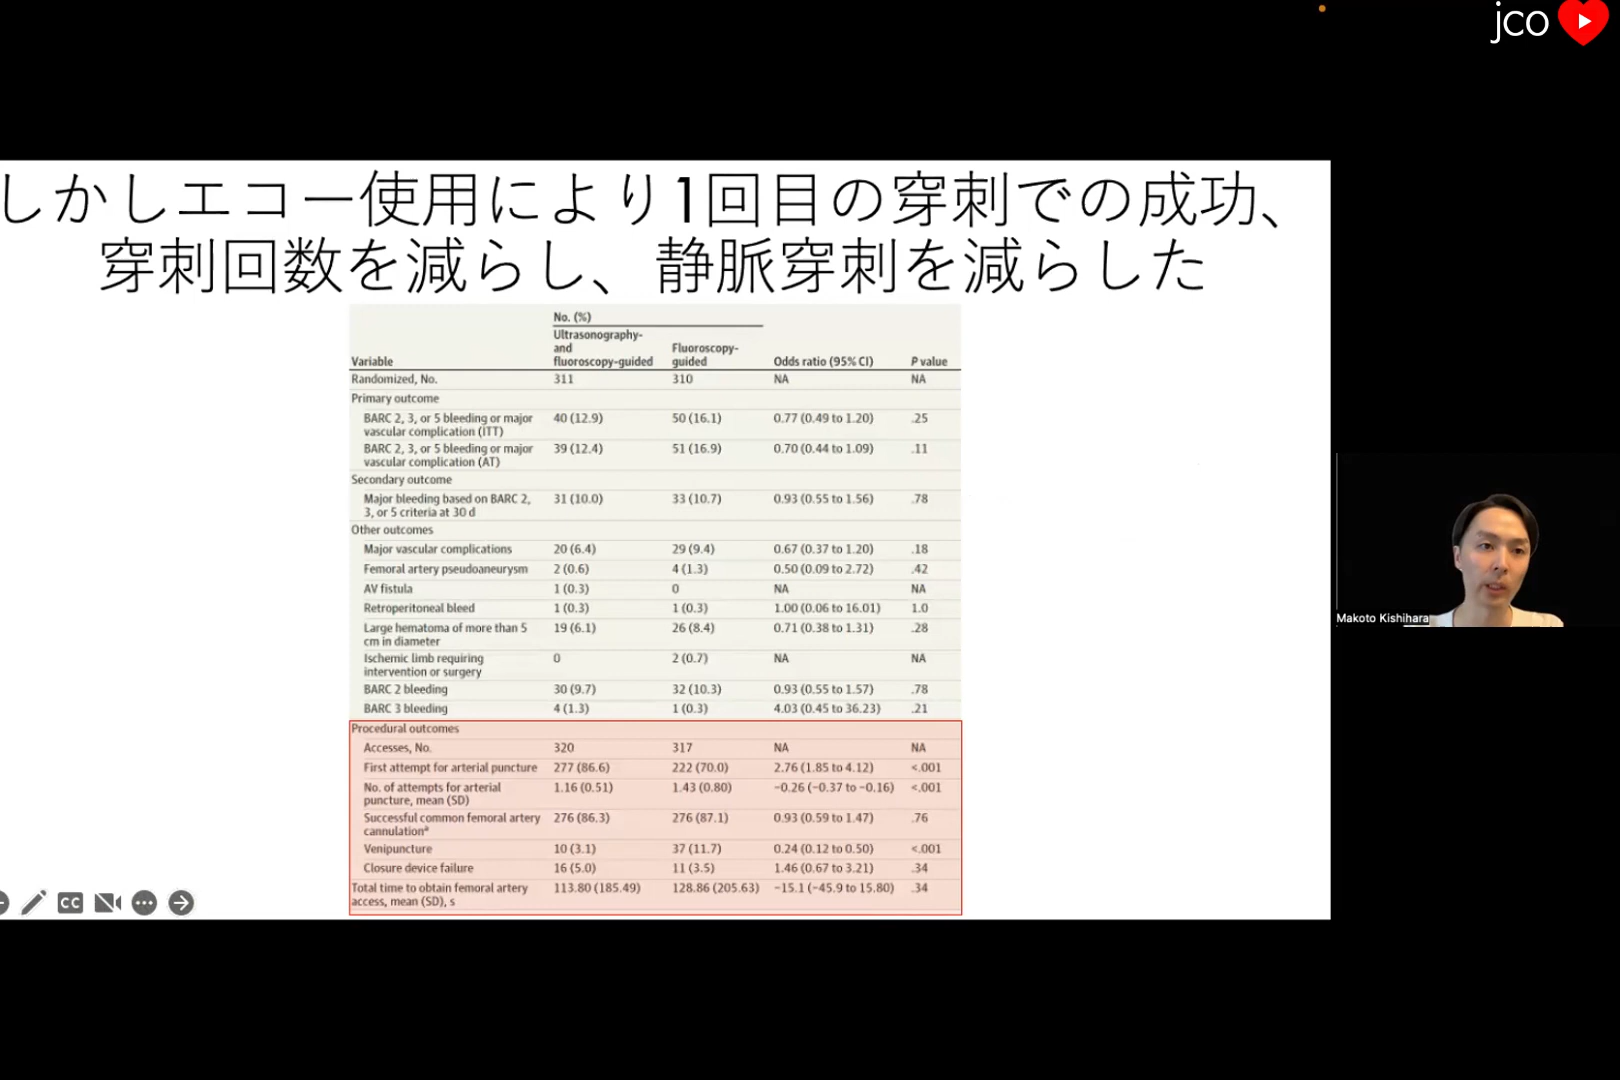 jco
しかしエコー使用により1回目の穿刺での成功、
穿刺回数を減らし、静脈穿刺を減らした
No. (%)
Variable Ultrasonography- and fluoroscopy-guided Fluoroscopy-guided Odds ratio (95% CI) P value
Randomized, No. 311 310 NA NA
Primary outcome
BARC 2, 3, or 5 bleeding or major vascular complication (ITT) 40 (12.9) 50 (16.1) 0.77 (0.49 to 1.20) .25
BARC 2, 3, or 5 bleeding or major vascular complication (AT) 39 (12.4) 51 (16.9) 0.70 (0.44 to 1.09) .11
Secondary outcome
Major bleeding based on BARC 2, 3, or 5 criteria at 30 d 31 (10.0) 33 (10.7) 0.93 (0.55 to 1.56) .78
Other outcomes
Major vascular complications 20 (6.4) 29 (9.4) 0.67 (0.37 to 1.20) .18
Femoral artery pseudoaneurysm 2 (0.6) 4 (1.3) 0.50 (0.09 to 2.72) .42
AV fistula 1 (0.3) 0 NA NA
Retroperitoneal bleed 1 (0.3) 1 (0.3) 1.00 (0.06 to 16.01) 1.0
Large hematoma of more than 5 cm in diameter 19 (6.1) 26 (8.4) 0.71 (0.38 to 1.31) .28
Ischemic limb requiring intervention or surgery 0 2 (0.7) NA NA
BARC 2 bleeding 30 (9.7) 32 (10.3) 0.93 (0.55 to 1.57) .78
BARC 3 bleeding 4 (1.3) 1 (0.3) 4.03 (0.45 to 36.23) .21
Procedural outcomes
Accesses, No. 320 317 NA NA
First attempt for arterial puncture 277 (86.6) 222 (70.0) 2.76 (1.85 to 4.12) <.001
No. of attempts for arterial puncture, mean (SD) 1.16 (0.51) 1.43 (0.80) −0.26 (−0.37 to −0.16) <.001
Successful common femoral artery cannulationᵃ 276 (86.3) 276 (87.1) 0.93 (0.59 to 1.47) .76
Venipuncture 10 (3.1) 37 (11.7) 0.24 (0.12 to 0.50) <.001
Closure device failure 16 (5.0) 11 (3.5) 1.46 (0.67 to 3.21) .34
Total time to obtain femoral artery access, mean (SD), s 113.80 (185.49) 128.86 (205.63) −15.1 (−45.9 to 15.80) .34
Makoto Kishihara
CC